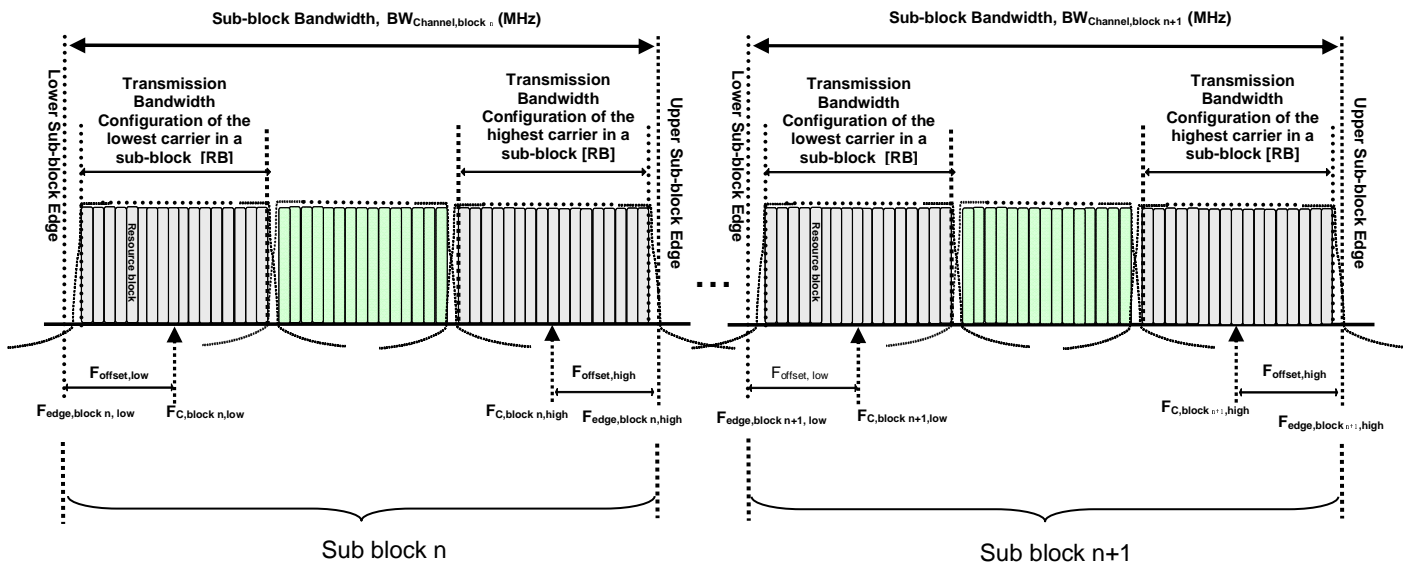 Sub-block Bandwidth, BWChannel,block n (MHz)
Sub-block Bandwidth, BWChannel,block n+1 (MHz)
Lower Sub-block Edge
Transmission
Bandwidth
Configuration of the
lowest carrier in a
sub-block [RB]
Transmission
Bandwidth
Configuration of the
highest carrier in a
sub-block [RB]
Upper Sub-block Edge
Lower Sub-block Edge
Transmission
Bandwidth
Configuration of the
lowest carrier in a
sub-block [RB]
Transmission
Bandwidth
Configuration of the
highest carrier in a
sub-block [RB]
Upper Sub-block Edge
Resource block
...
Resource block
Foffset,low
Foffset,high
Foffset, low
Foffset,high
Fedge,block n, low
FC,block n,low
FC,block n,high
Fedge,block n,high
Fedge,block n+1, low
FC,block n+1,low
FC,block n+1,high
Fedge,block n+1,high
Sub block n
Sub block n+1